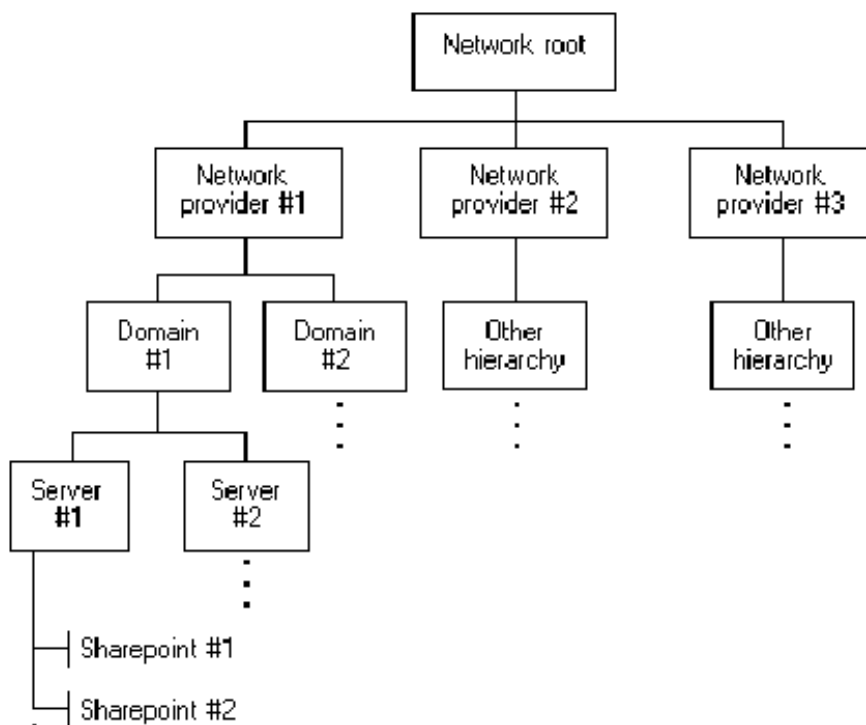 Network root
Network
provider #1
Network
provider #2
Network
provider #3
Domain
#1
Domain
#2
Other
hierarchy
Other
hierarchy
Server
#1
Server
#2
Sharepoint #1
Sharepoint #2